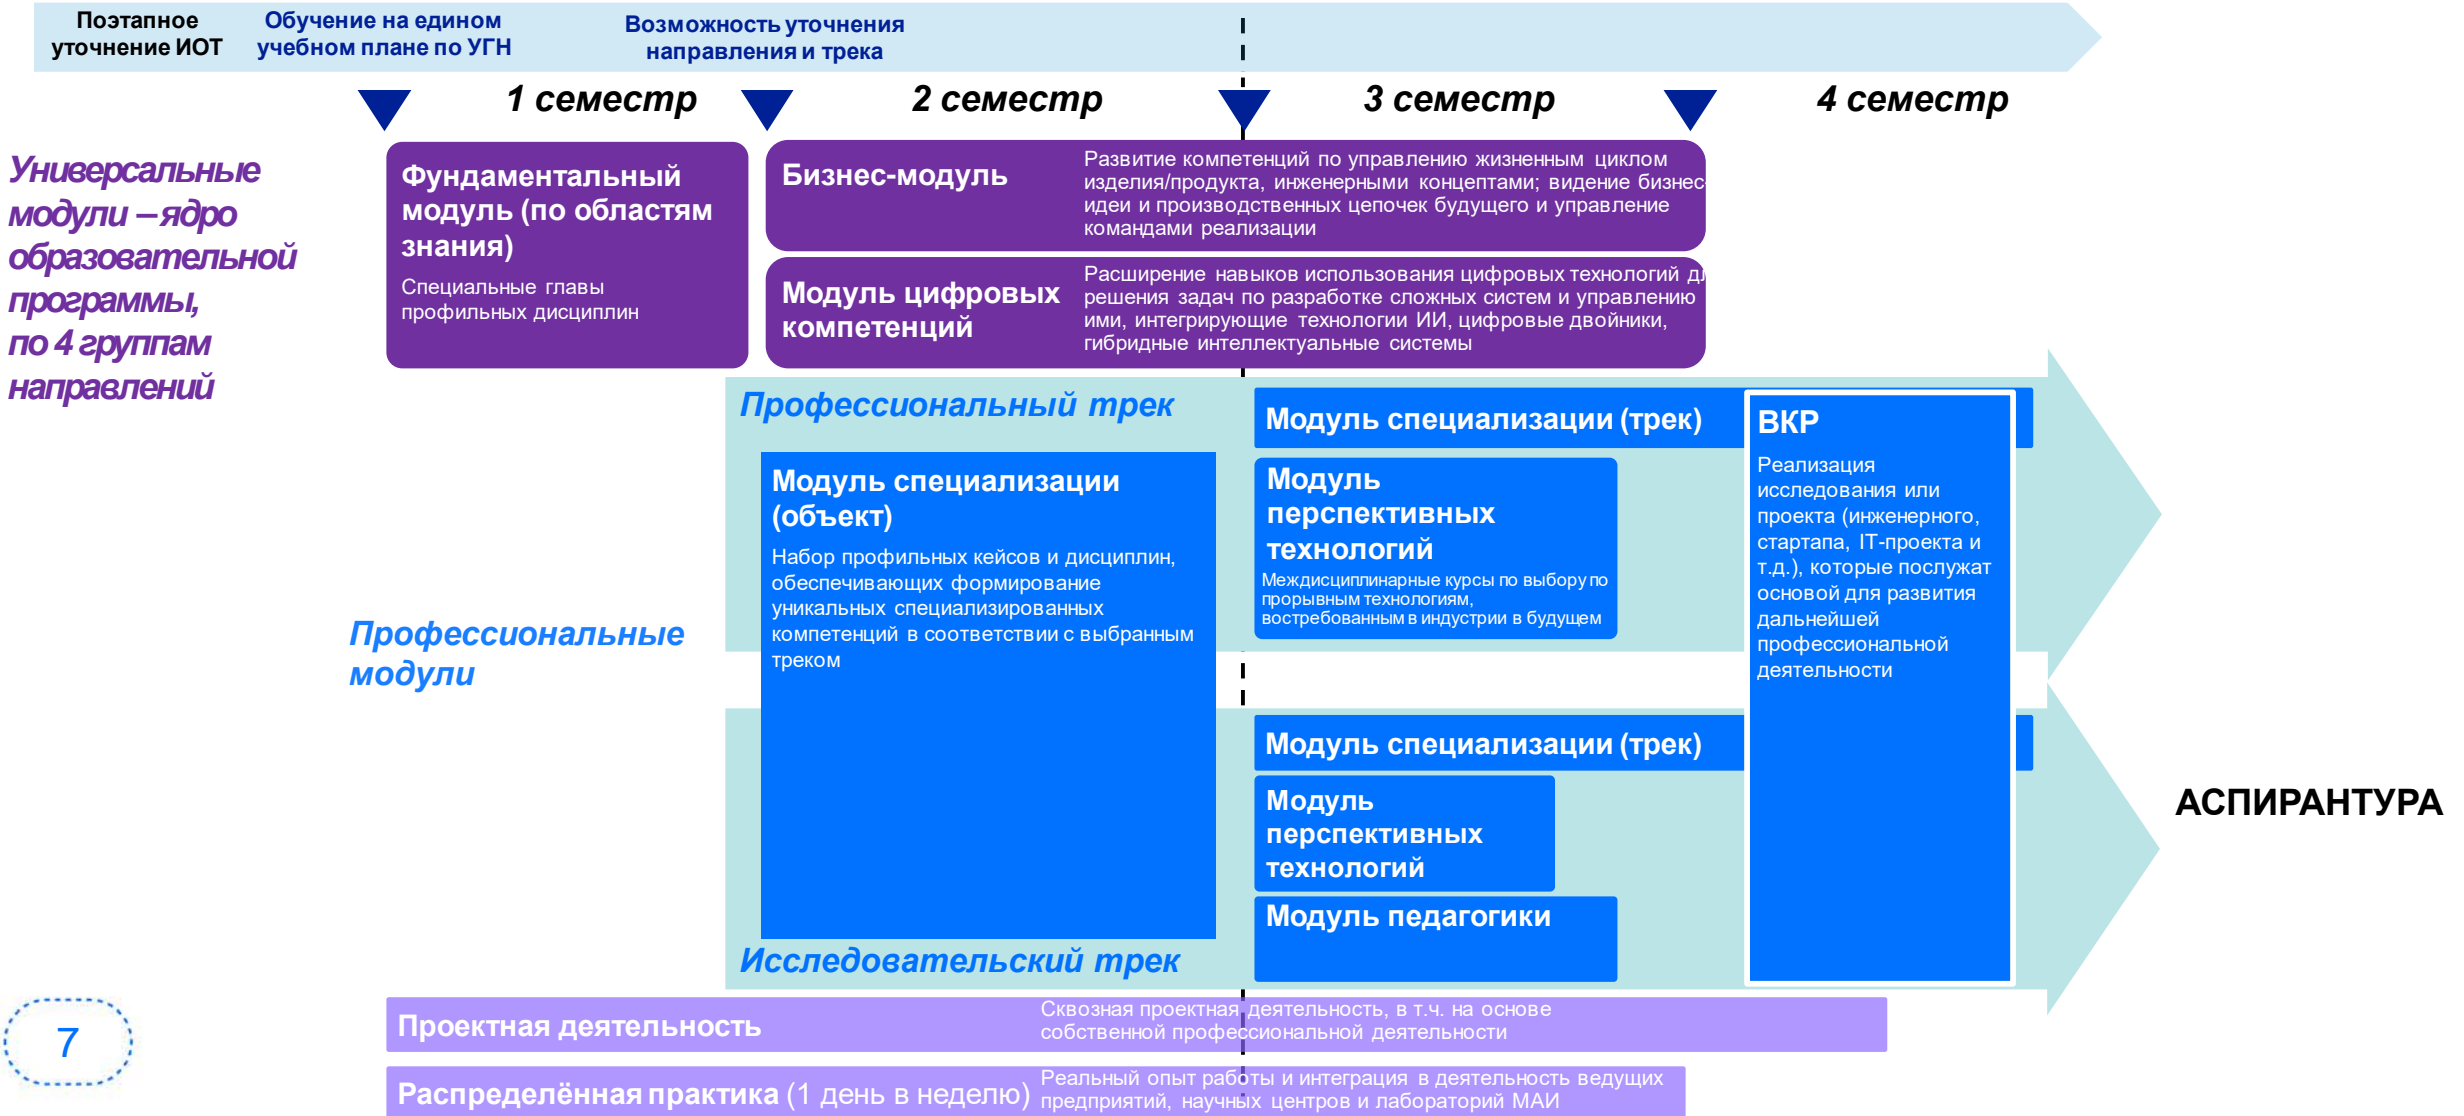 Поэтапное
уточнение ИОТ
Обучение на едином
учебном плане по УГН
Возможность уточнения
направления и трека
1 семестр
2 семестр
3 семестр
4 семестр
Универсальные
модули – ядро
образовательной
программы,
по 4 группам
направлений
Фундаментальный
модуль (по областям
знания)
Специальные главы
профильных дисциплин
Бизнес-модуль
Развитие компетенций по управлению жизненным циклом
изделия/продукта, инженерными концептами; видение бизнес
идеи и производственных цепочек будущего и управление
командами реализации
Модуль цифровых
компетенций
Расширение навыков использования цифровых технологий дл
решения задач по разработке сложных систем и управлению
ими, интегрирующие технологии ИИ, цифровые двойники,
гибридные интеллектуальные системы
Профессиональный трек
Модуль специализации
(объект)
Набор профильных кейсов и дисциплин,
обеспечивающих формирование
уникальных специализированных
компетенций в соответствии с выбранным
треком
Модуль специализации (трек)
Модуль
перспективных
технологий
Междисциплинарные курсы по выбору по
прорывным технологиям,
востребованным в индустрии в будущем
ВКР
Реализация
исследования или
проекта (инженерного,
стартапа, IT-проекта и
т.д.), которые послужат
основой для развития
дальнейшей
профессиональной
деятельности
Профессиональные
модули
Модуль специализации (трек)
Модуль
перспективных
технологий
Модуль педагогики
Исследовательский трек
АСПИРАНТУРА
Проектная деятельность
Сквозная проектная деятельность, в т.ч. на основе
собственной профессиональной деятельности
Распределённая практика (1 день в неделю)
Реальный опыт работы и интеграция в деятельность ведущих
предприятий, научных центров и лабораторий МАИ
7